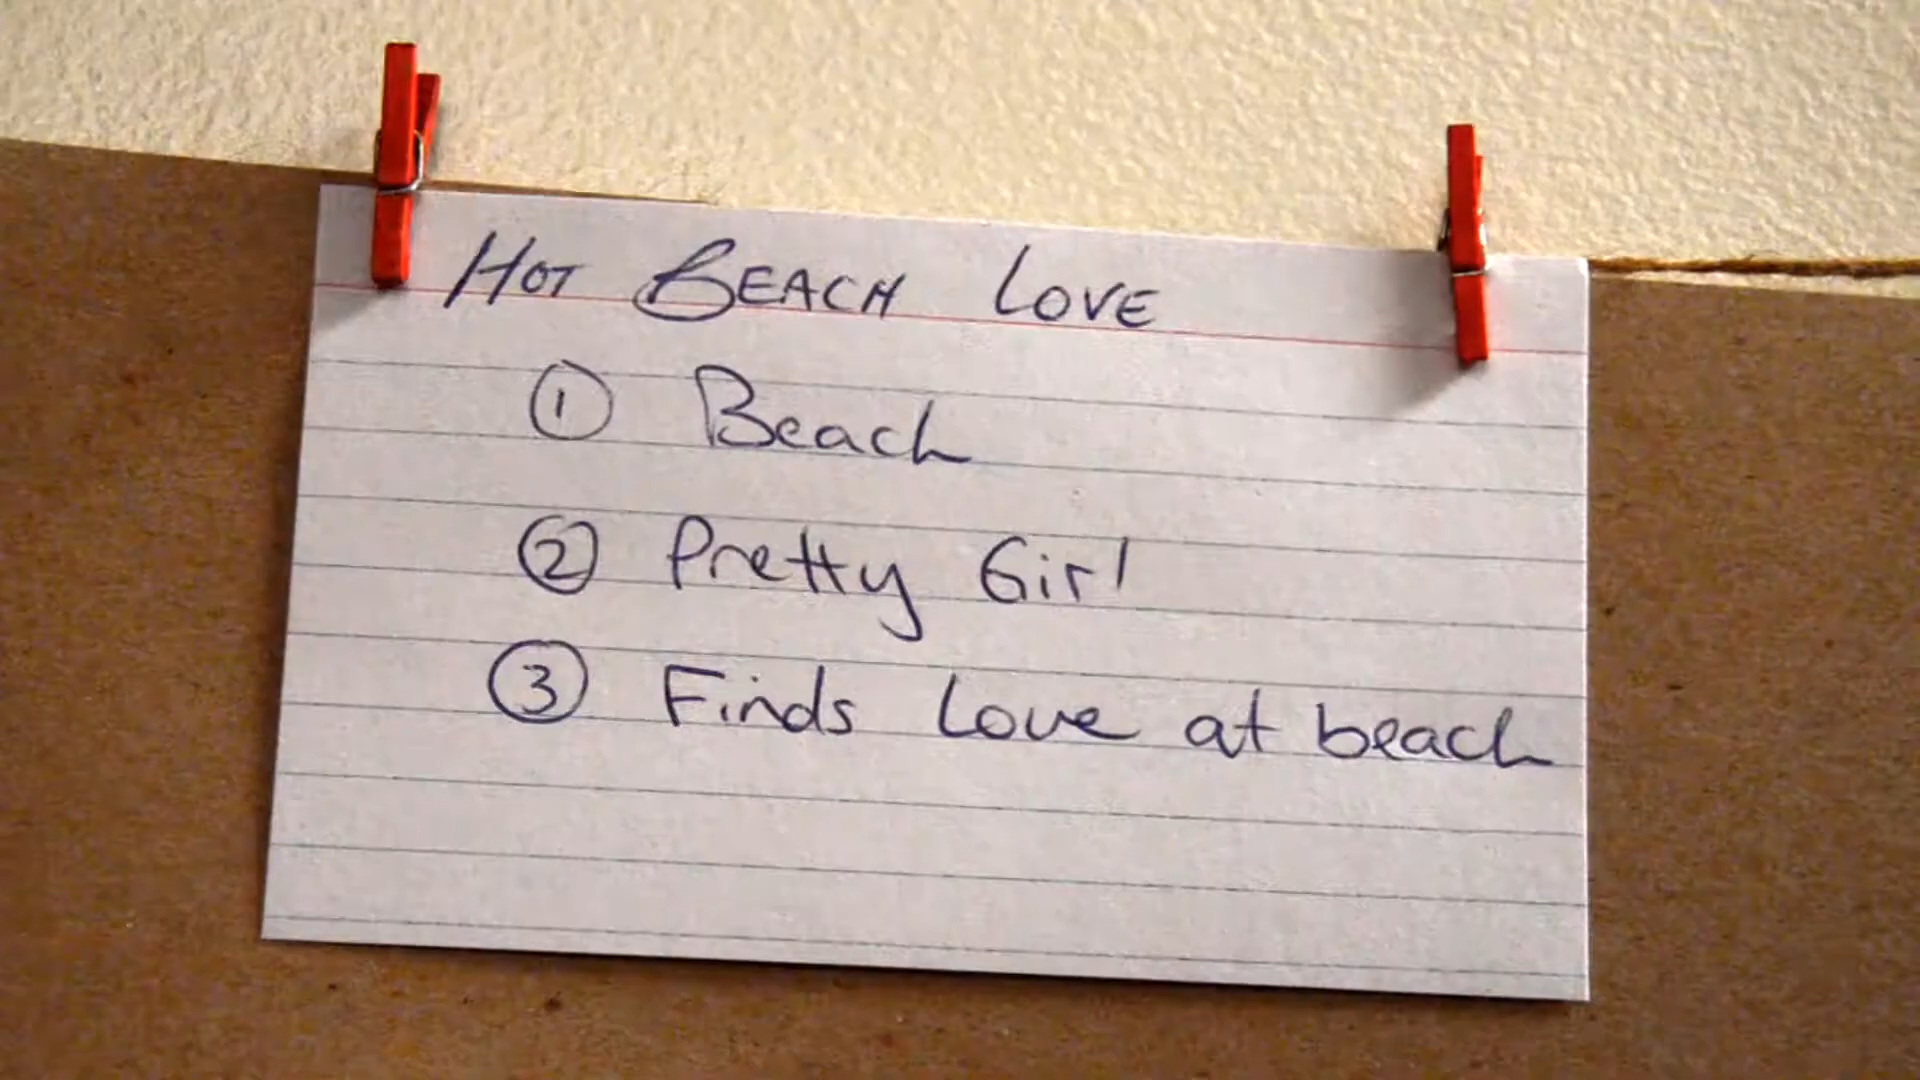 HOT BEACH LOVE
① Beach
② Pretty Girl
③ Finds Love at beach